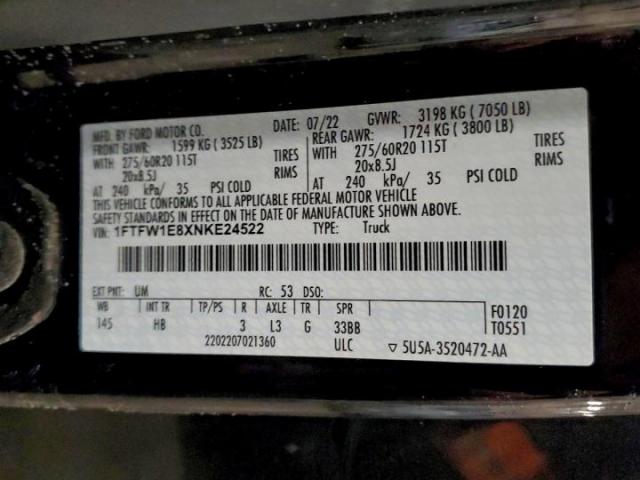 MFD. BY FORD MOTOR CO. DATE: 07/22 GVWR: 3198 KG (7050 LB)
FRONT GAWR: 1599 KG (3525 LB) REAR GAWR: 1724 KG (3800 LB)
WITH 275/60R20 115T TIRES WITH 275/60R20 115T TIRES
20x8.5J RIMS 20x8.5J RIMS
AT 240 kPa/ 35 PSI COLD AT 240 kPa/ 35 PSI COLD
THIS VEHICLE CONFORMS TO ALL APPLICABLE FEDERAL MOTOR VEHICLE
SAFETY STANDARDS IN EFFECT ON THE DATE OF MANUFACTURE SHOWN ABOVE.
VIN: 1FTFW1E8XNKE24522 TYPE: Truck
EXT PNT: UM RC: 53 DSO:
WB INT TR TP/PS R AXLE TR SPR F0120
145 HB 3 L3 G 33BB T0551
2202207021360 ULC ▽ 5U5A-3520472-AA